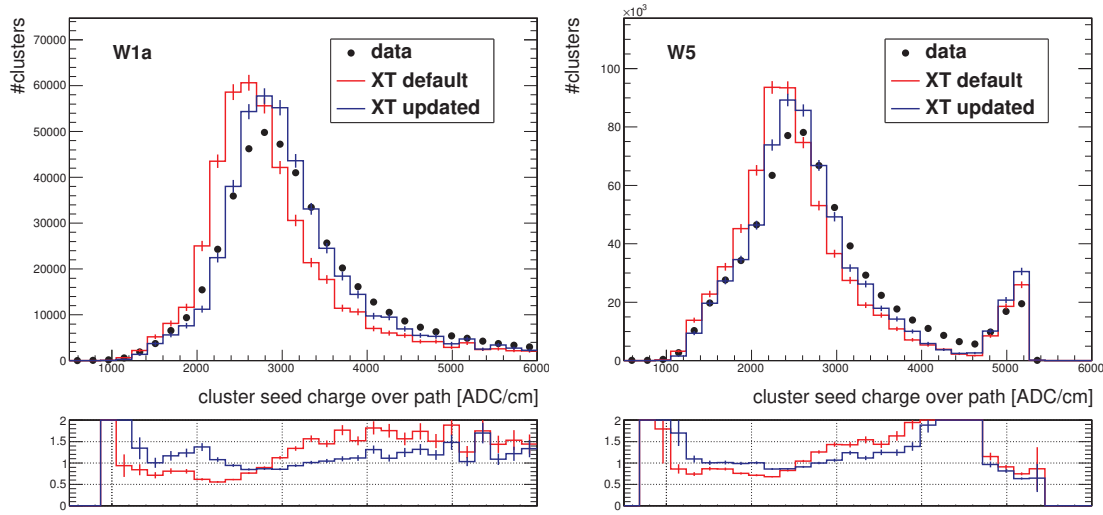 #clusters
W1a
data
XT default
XT updated
70000
60000
50000
40000
30000
20000
10000
0
1000 2000 3000 4000 5000 6000
cluster seed charge over path [ADC/cm]
2
1.5
1
0.5
0
#clusters
×10³
W5
data
XT default
XT updated
100
80
60
40
20
0
1000 2000 3000 4000 5000 6000
cluster seed charge over path [ADC/cm]
2
1.5
1
0.5
0